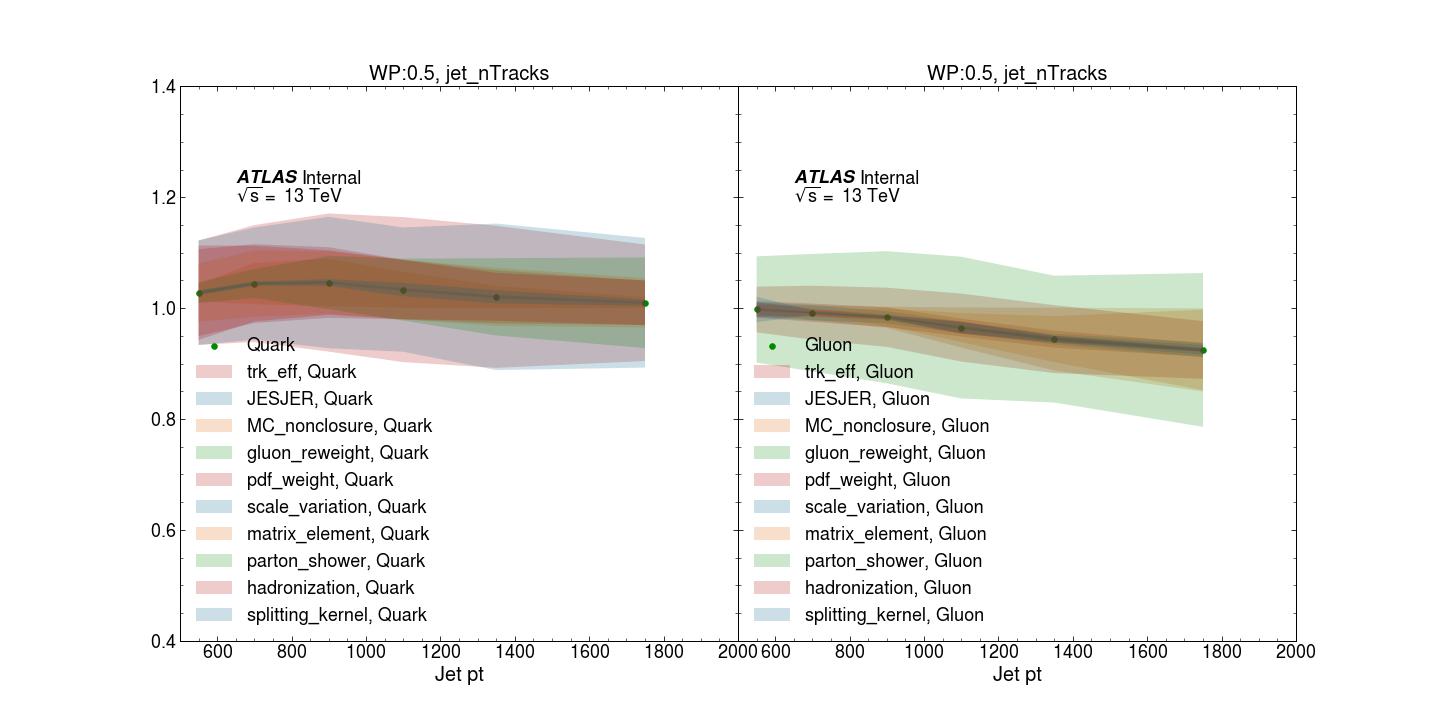 WP:0.5, jet_nTracks
1.4
1.2
1.0
0.8
0.6
0.4
ATLAS Internal
√s = 13 TeV
Quark
trk_eff, Quark
JESJER, Quark
MC_nonclosure, Quark
gluon_reweight, Quark
pdf_weight, Quark
scale_variation, Quark
matrix_element, Quark
parton_shower, Quark
hadronization, Quark
splitting_kernel, Quark
600 800 1000 1200 1400 1600 1800 2000
Jet pt
WP:0.5, jet_nTracks
ATLAS Internal
√s = 13 TeV
Gluon
trk_eff, Gluon
JESJER, Gluon
MC_nonclosure, Gluon
gluon_reweight, Gluon
pdf_weight, Gluon
scale_variation, Gluon
matrix_element, Gluon
parton_shower, Gluon
hadronization, Gluon
splitting_kernel, Gluon
600 800 1000 1200 1400 1600 1800 2000
Jet pt